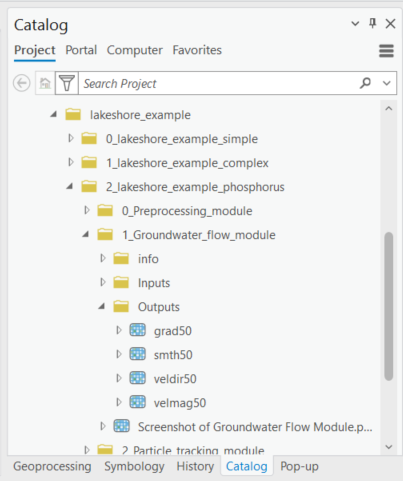 Catalog
Project Portal Computer Favorites
Search Project
lakeshore_example
0_lakeshore_example_simple
1_lakeshore_example_complex
2_lakeshore_example_phosphorus
0_Preprocessing_module
1_Groundwater_flow_module
info
Inputs
Outputs
grad50
smth50
veldir50
velmag50
Screenshot of Groundwater Flow Module.p...
2_Particle_tracking_module
Geoprocessing Symbology History Catalog Pop-up